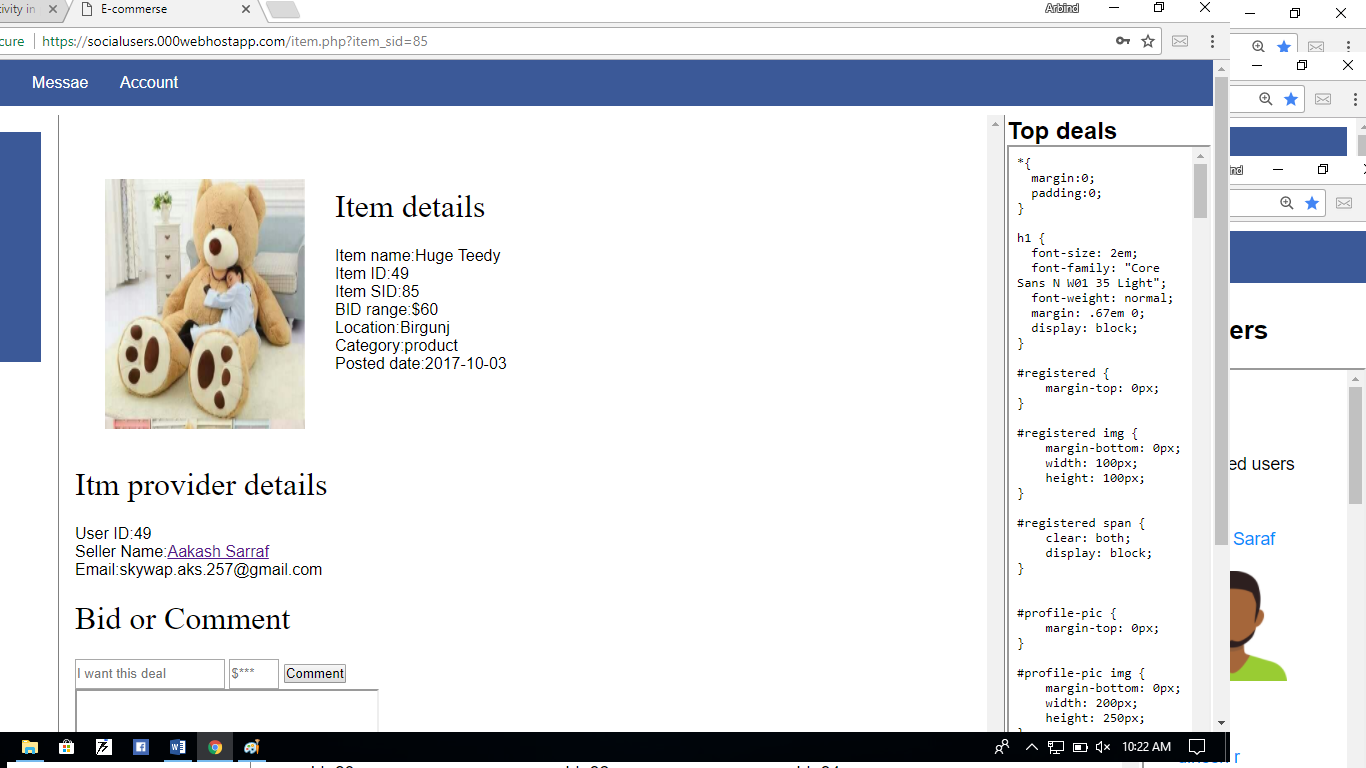 tivity in
E-commerse
Arbind
cure
https://socialusers.000webhostapp.com/item.php?item_sid=85
Messae
Account
Item details
Item name:Huge Teedy
Item ID:49
Item SID:85
BID range:$60
Location:Birgunj
Category:product
Posted date:2017-10-03
Itm provider details
User ID:49
Seller Name:Aakash Sarraf
Email:skywap.aks.257@gmail.com
Bid or Comment
I want this deal
$***
Comment
Top deals
*{
margin:0;
padding:0;
}
h1 {
font-size: 2em;
font-family: "Core
Sans N W01 35 Light";
font-weight: normal;
margin: .67em 0;
display: block;
}
#registered {
margin-top: 0px;
}
#registered img {
margin-bottom: 0px;
width: 100px;
height: 100px;
}
#registered span {
clear: both;
display: block;
}
#profile-pic {
margin-top: 0px;
}
#profile-pic img {
margin-bottom: 0px;
width: 200px;
height: 250px;
ind
ers
ed users
Saraf
10:22 AM